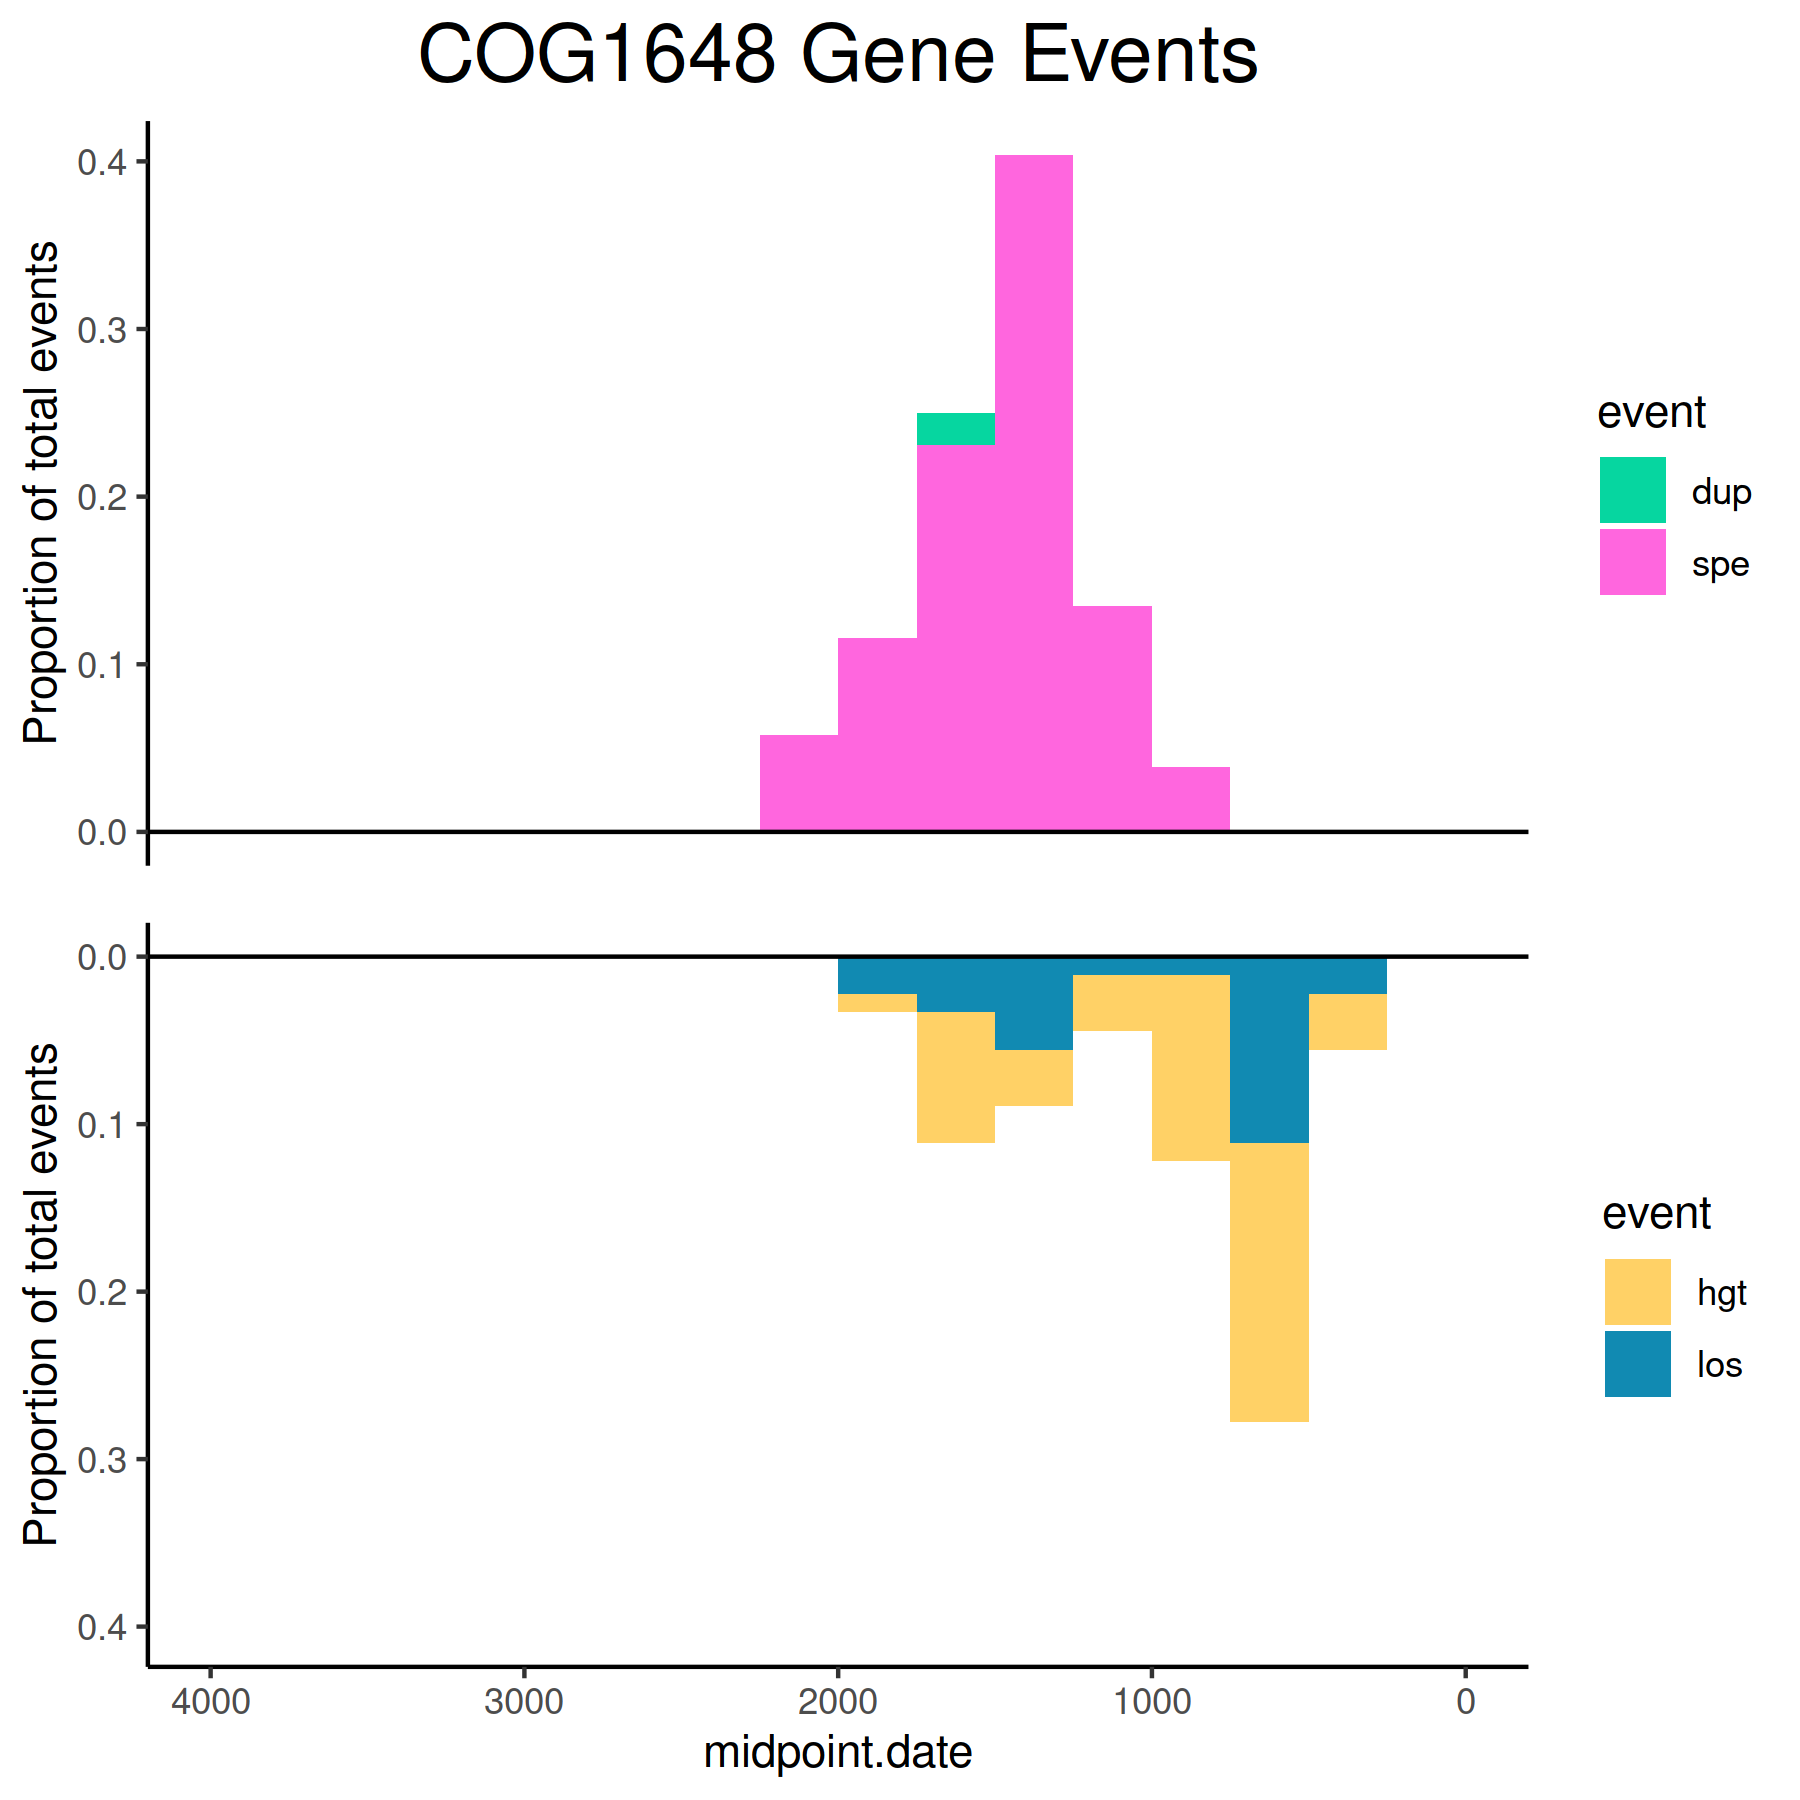 COG1648 Gene Events
Proportion of total events
0.4
0.3
0.2
0.1
0.0
event
dup
spe
Proportion of total events
0.0
0.1
0.2
0.3
0.4
event
hgt
los
4000 3000 2000 1000 0
midpoint.date